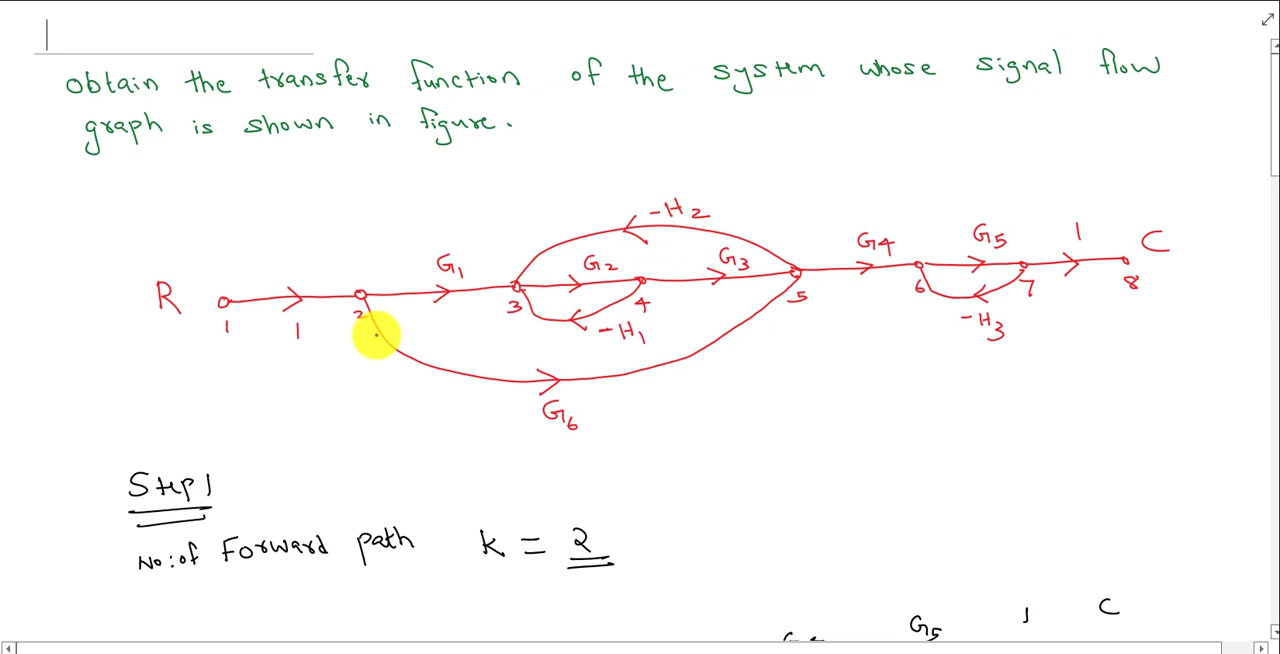 obtain the transfer function of the system whose signal flow
graph is shown in figure.
-H2
G1 G2 G3 G4 G5 1 C
R
1 1 2 3 4 5 6 7 8
-H1 -H3
G6
Step 1
No: of Forward path k = 2
G5 1 C